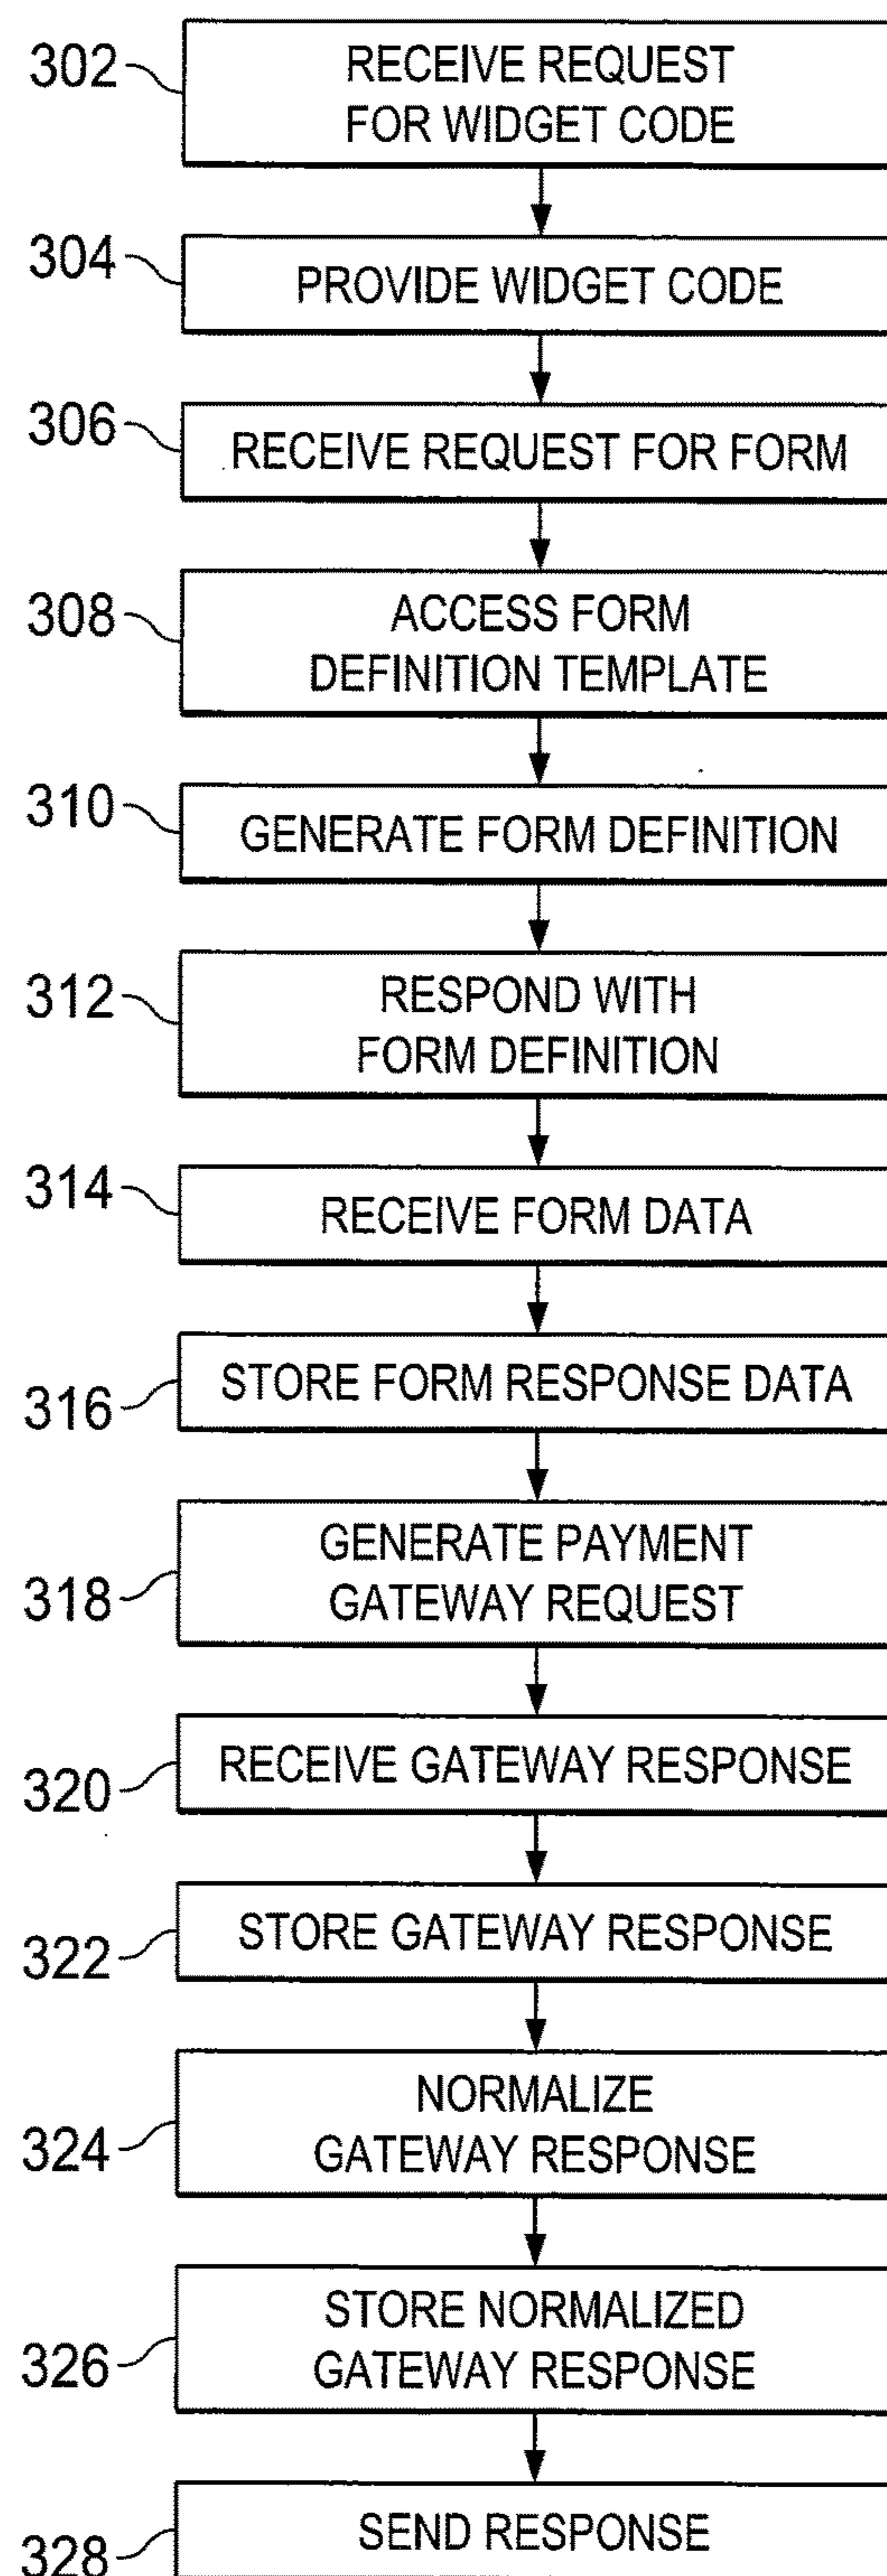 302
RECEIVE REQUEST
FOR WIDGET CODE
304
PROVIDE WIDGET CODE
306
RECEIVE REQUEST FOR FORM
308
ACCESS FORM
DEFINITION TEMPLATE
310
GENERATE FORM DEFINITION
312
RESPOND WITH
FORM DEFINITION
314
RECEIVE FORM DATA
316
STORE FORM RESPONSE DATA
318
GENERATE PAYMENT
GATEWAY REQUEST
320
RECEIVE GATEWAY RESPONSE
322
STORE GATEWAY RESPONSE
324
NORMALIZE
GATEWAY RESPONSE
326
STORE NORMALIZED
GATEWAY RESPONSE
328
SEND RESPONSE